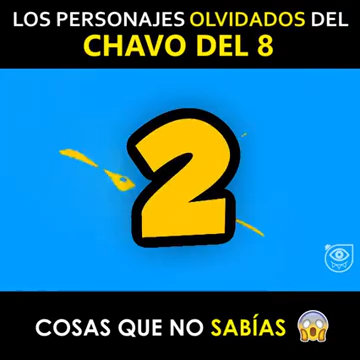 LOS PERSONAJES OLVIDADOS DEL
CHAVO DEL 8
2
COSAS QUE NO SABÍAS